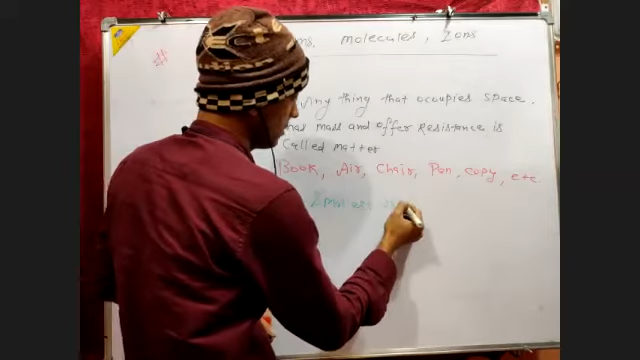 molecules, Ions
Any thing that occupies space.
has mass and offer Resistance is
Called matter
Book, Air, Chair, Pen, copy, etc
Smallest